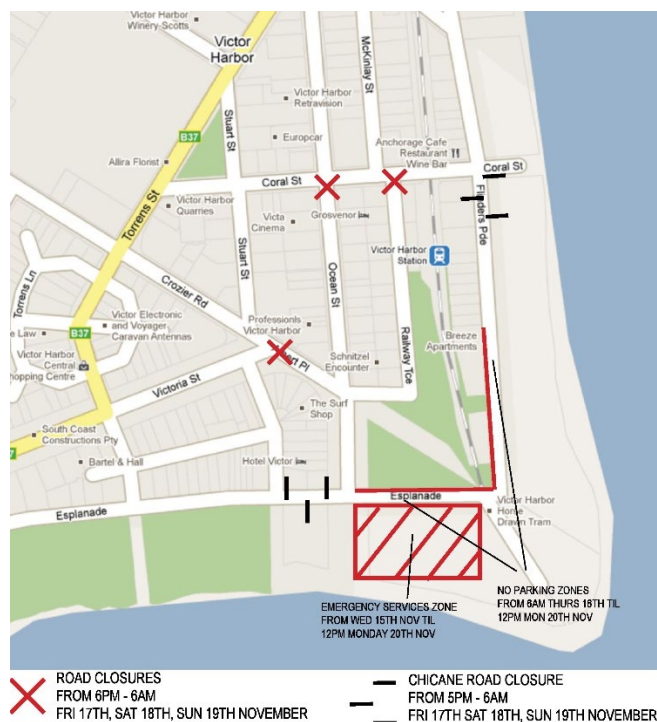 Victor Harbor
Winery-Scotts
Victor
Harbor
McKinlay St
Victor Harbor
Retravision
Stuart St
Europcar
B37
Anchorage Cafe
Restaurant
Wine Bar
Allira Florist
Coral St
Coral St
Torrens St
Victor Harbor
Quarries
Victa
Cinema
Grosvenor
Flinders Pde
Stuart St
Victor Harbor
Station
Ocean St
Torrens Ln
Crozier Rd
Victor Electronic
and Voyager
Caravan Antennas
Professionls
Victor Harbor
Railway Tce
Breeze
Apartments
B37
e Law
Victor Harbor
Central
hopping Centre
bert Pl
Schnitzel
Encounter
Victoria St
The Surf
Shop
South Coast
Constructions Pty
Bartel & Hall
Hotel Victor
Esplanade
Esplanade
Victor Harbor
Horse
Drawn Tram
EMERGENCY SERVICES ZONE
FROM WED 15TH NOV TIL
12PM MONDAY 20TH NOV
NO PARKING ZONES
FROM 6AM THURS 16TH TIL
12PM MON 20TH NOV
ROAD CLOSURES
FROM 6PM - 6AM
FRI 17TH, SAT 18TH, SUN 19TH NOVEMBER
CHICANE ROAD CLOSURE
FROM 5PM - 6AM
FRI 17TH, SAT 18TH, SUN 19TH NOVEMBER